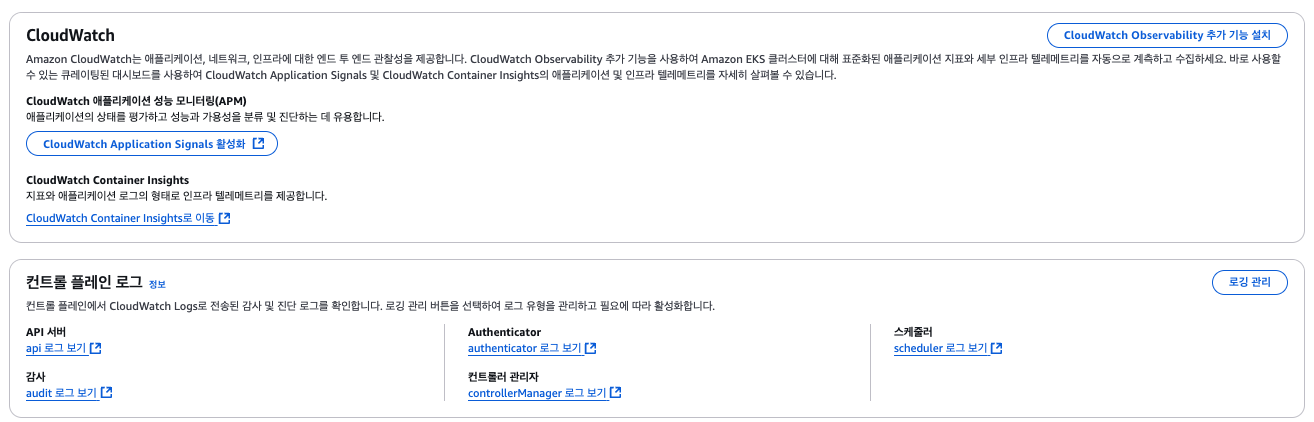 CloudWatch
CloudWatch Observability 추가 기능 설치
Amazon CloudWatch는 애플리케이션, 네트워크, 인프라에 대한 엔드 투 엔드 관찰성을 제공합니다. CloudWatch Observability 추가 기능을 사용하여 Amazon EKS 클러스터에 대해 표준화된 애플리케이션 지표와 세부 인프라 텔레메트리를 자동으로 계측하고 수집하세요. 바로 사용할
수 있는 큐레이팅된 대시보드를 사용하여 CloudWatch Application Signals 및 CloudWatch Container Insights의 애플리케이션 및 인프라 텔레메트리를 자세히 살펴볼 수 있습니다.
CloudWatch 애플리케이션 성능 모니터링(APM)
애플리케이션의 상태를 평가하고 성능과 가용성을 분류 및 진단하는 데 유용합니다.
CloudWatch Application Signals 활성화
CloudWatch Container Insights
지표와 애플리케이션 로그의 형태로 인프라 텔레메트리를 제공합니다.
CloudWatch Container Insights로 이동
컨트롤 플레인 로그 정보
로깅 관리
컨트롤 플레인에서 CloudWatch Logs로 전송된 감사 및 진단 로그를 확인합니다. 로깅 관리 버튼을 선택하여 로그 유형을 관리하고 필요에 따라 활성화합니다.
API 서버
api 로그 보기
감사
audit 로그 보기
Authenticator
authenticator 로그 보기
컨트롤러 관리자
controllerManager 로그 보기
스케줄러
scheduler 로그 보기